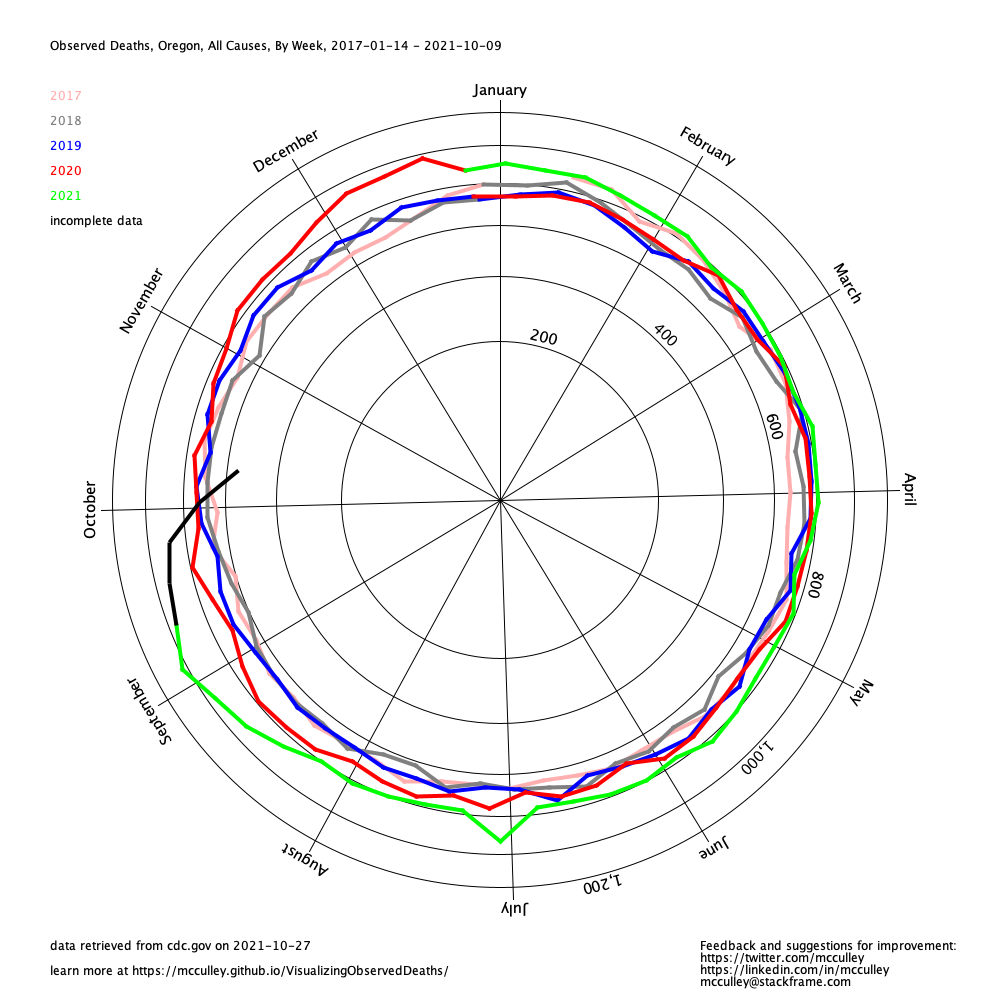 Observed Deaths, Oregon, All Causes, By Week, 2017-01-14 - 2021-10-09
2017
2018
2019
2020
2021
incomplete data
January
February
March
April
May
June
July
August
September
October
November
December
200
400
600
800
1,000
1,200
data retrieved from cdc.gov on 2021-10-27
learn more at https://mcculley.github.io/VisualizingObservedDeaths/
Feedback and suggestions for improvement:
https://twitter.com/mcculley
https://linkedin.com/in/mcculley
mcculley@stackframe.com